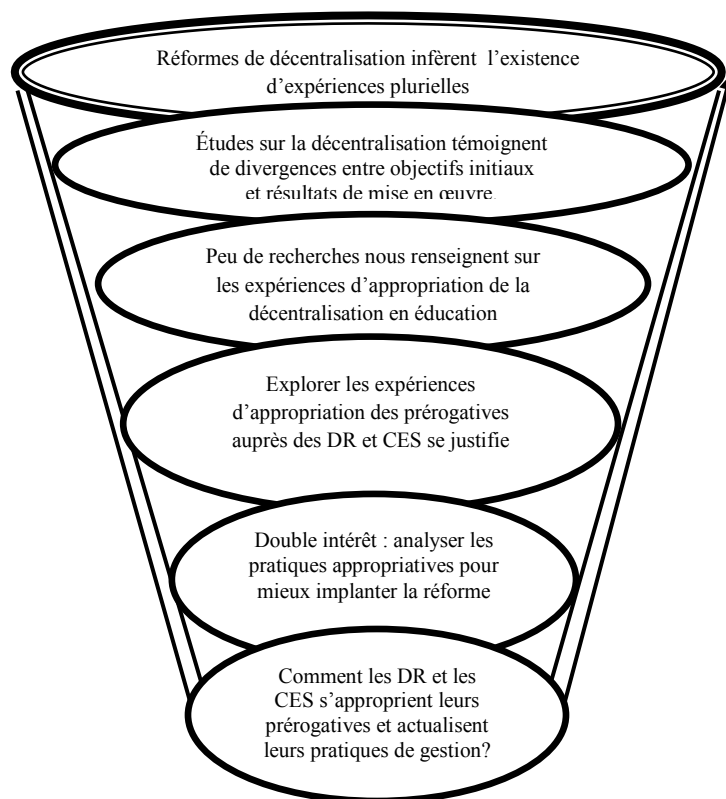 Réformes de décentralisation infèrent l’existence
d’expériences plurielles
Études sur la décentralisation témoignent
de divergences entre objectifs initiaux
et résultats de mise en œuvre.
Peu de recherches nous renseignent sur
les expériences d’appropriation de la
décentralisation en éducation
Explorer les expériences
d’appropriation des prérogatives
auprès des DR et CES se justifie
Double intérêt : analyser les
pratiques appropriatives pour
mieux implanter la réforme
Comment les DR et les
CES s’approprient leurs
prérogatives et actualisent
leurs pratiques de gestion?